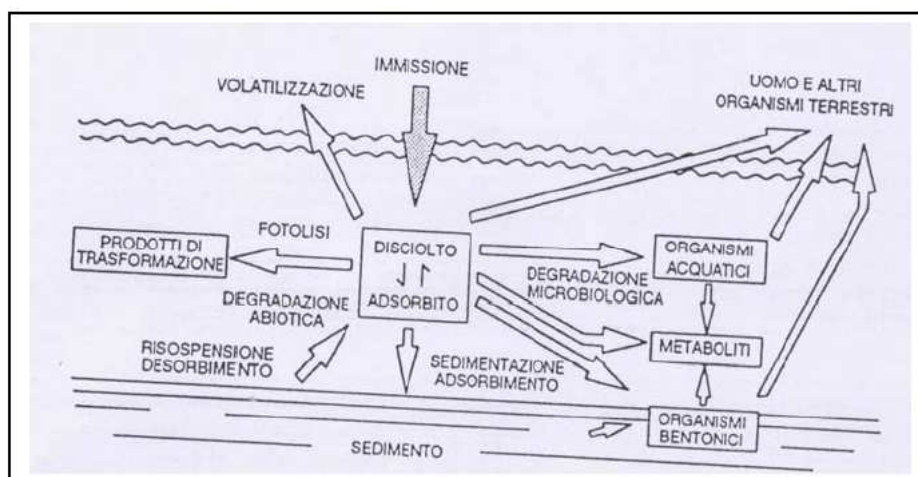 IMMISSIONE
VOLATILIZZAZIONE
UOMO E ALTRI
ORGANISMI TERRESTRI
FOTOLISI
PRODOTTI DI
TRASFORMAZIONE
DISCIOLTO
ADSORBITO
ORGANISMI
ACQUATICI
DEGRADAZIONE
MICROBIOLOGICA
DEGRADAZIONE
ABIOTICA
METABOLITI
RISOSPENSIONE
DESORBIMENTO
SEDIMENTAZIONE
ADSORBIMENTO
ORGANISMI
BENTONICI
SEDIMENTO